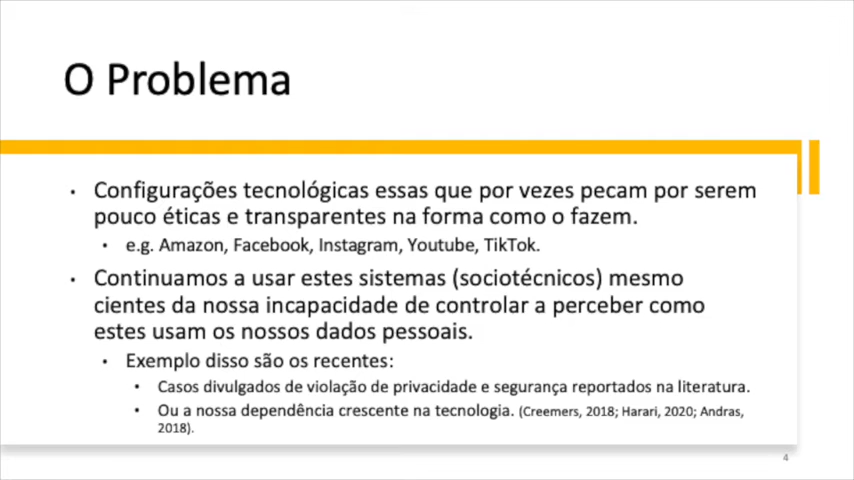 O Problema
• Configurações tecnológicas essas que por vezes pecam por serem
pouco éticas e transparentes na forma como o fazem.
• e.g. Amazon, Facebook, Instagram, Youtube, TikTok.
• Continuamos a usar estes sistemas (sociotécnicos) mesmo
cientes da nossa incapacidade de controlar a perceber como
estes usam os nossos dados pessoais.
• Exemplo disso são os recentes:
• Casos divulgados de violação de privacidade e segurança reportados na literatura.
• Ou a nossa dependência crescente na tecnologia. (Creemers, 2018; Harari, 2020; Andras,
2018).
4